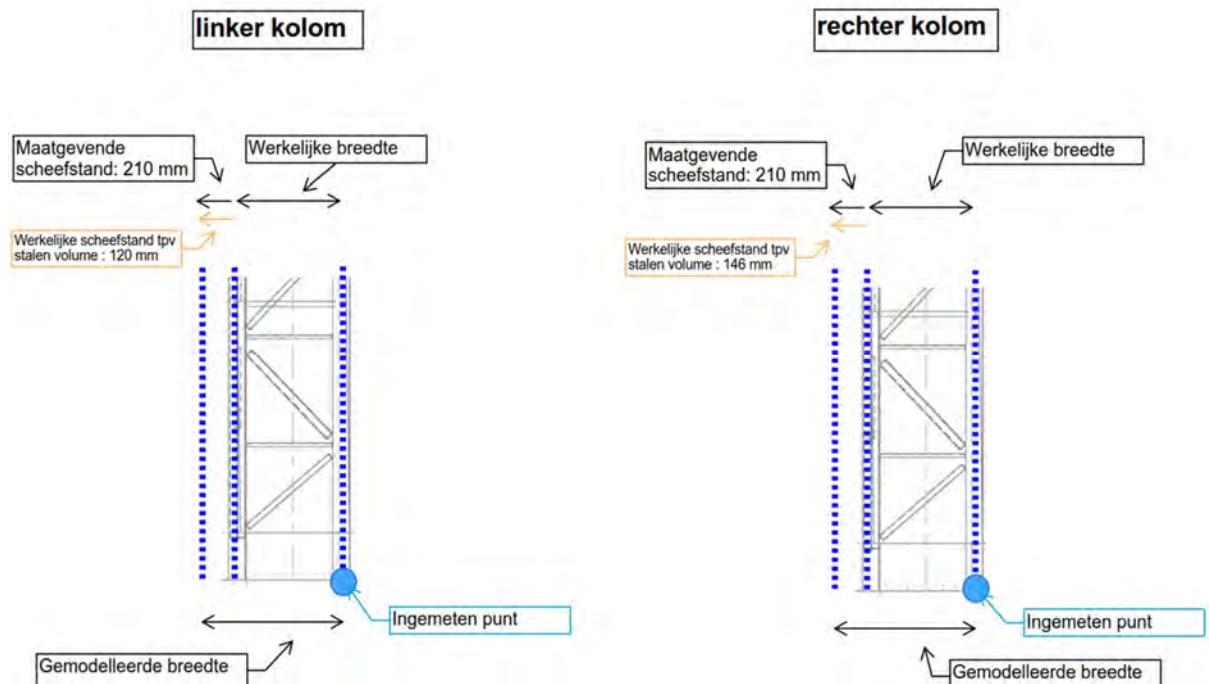 linker kolom
Maatgevende
scheefstand: 210 mm
Werkelijke breedte
Werkelijke scheefstand tpv
stalen volume : 120 mm
Ingemeten punt
Gemodelleerde breedte
rechter kolom
Maatgevende
scheefstand: 210 mm
Werkelijke breedte
Werkelijke scheefstand tpv
stalen volume : 146 mm
Ingemeten punt
Gemodelleerde breedte